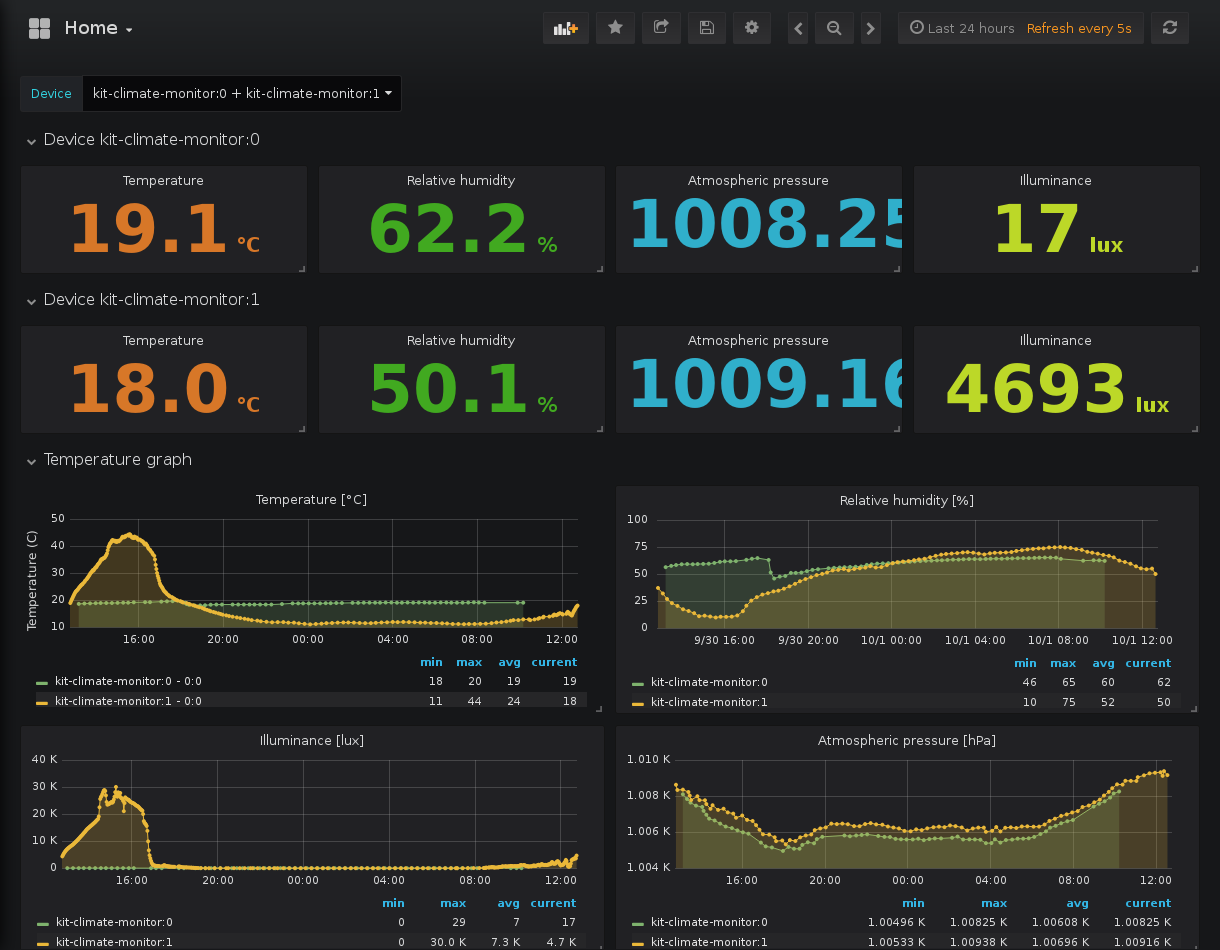 Home
Last 24 hours Refresh every 5s
Device kit-climate-monitor:0 + kit-climate-monitor:1
Device kit-climate-monitor:0
Temperature Relative humidity Atmospheric pressure Illuminance
19.1 °C 62.2 % 1008.25 17 lux
Device kit-climate-monitor:1
Temperature Relative humidity Atmospheric pressure Illuminance
18.0 °C 50.1 % 1009.16 4693 lux
Temperature graph
Temperature [°C]
Temperature (C)
50
40
30
20
10
16:00 20:00 00:00 04:00 08:00 12:00
min max avg current
kit-climate-monitor:0 - 0:0 18 20 19 19
kit-climate-monitor:1 - 0:0 11 44 24 18
Relative humidity [%]
100
75
50
25
0
9/30 16:00 9/30 20:00 10/1 00:00 10/1 04:00 10/1 08:00 10/1 12:00
min max avg current
kit-climate-monitor:0 46 65 60 62
kit-climate-monitor:1 10 75 52 50
Illuminance [lux]
40 K
30 K
20 K
10 K
0
16:00 20:00 00:00 04:00 08:00 12:00
min max avg current
kit-climate-monitor:0 0 29 7 17
kit-climate-monitor:1 0 30.0 K 7.3 K 4.7 K
Atmospheric pressure [hPa]
1.010 K
1.008 K
1.006 K
1.004 K
16:00 20:00 00:00 04:00 08:00 12:00
min max avg current
kit-climate-monitor:0 1.00496 K 1.00825 K 1.00608 K 1.00825 K
kit-climate-monitor:1 1.00533 K 1.00938 K 1.00696 K 1.00916 K